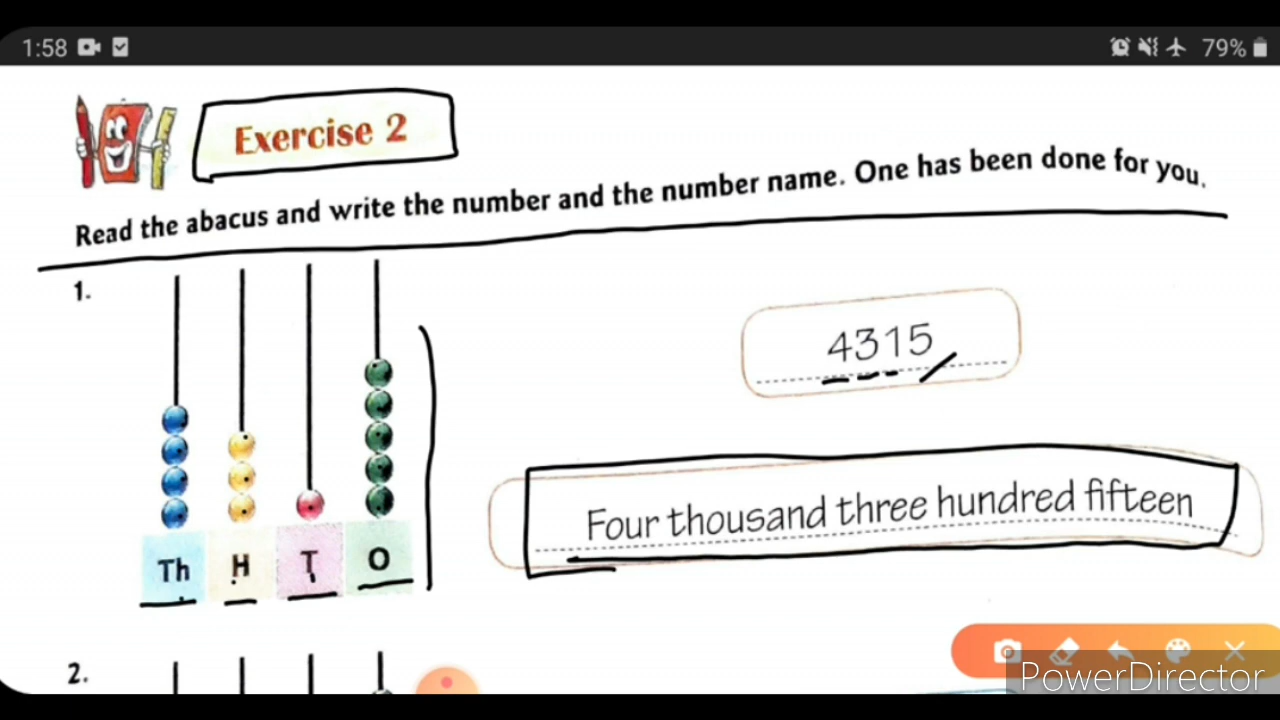 1:58
79%
Exercise 2
Read the abacus and write the number and the number name. One has been done for you.
1.
4315
Four thousand three hundred fifteen
Th H T O
2.
PowerDirector